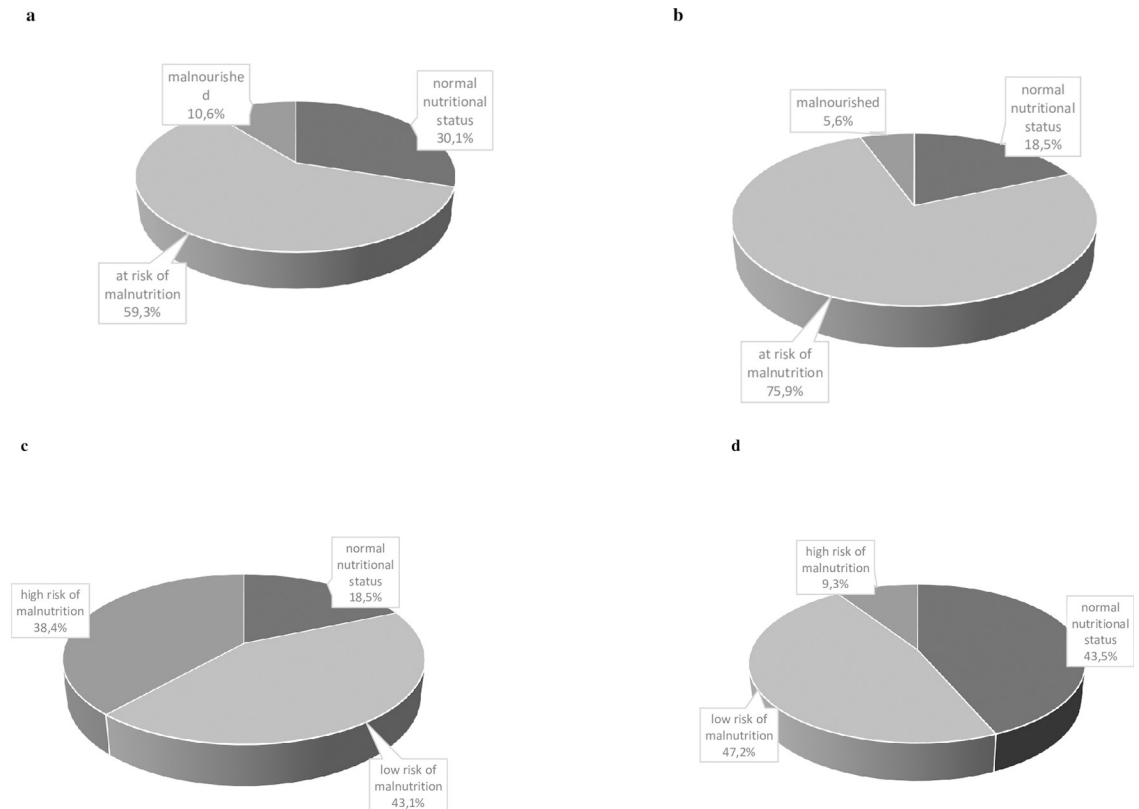 a
malnourishe
d
10,6%
normal
nutritional
status
30,1%
at risk of
malnutrition
59,3%
b
malnourished
5,6%
normal
nutritional
status
18,5%
at risk of
malnutrition
75,9%
c
normal
nutritional
status
18,5%
high risk of
malnutrition
38,4%
low risk of
malnutrition
43,1%
d
high risk of
malnutrition
9,3%
normal
nutritional
status
43,5%
low risk of
malnutrition
47,2%